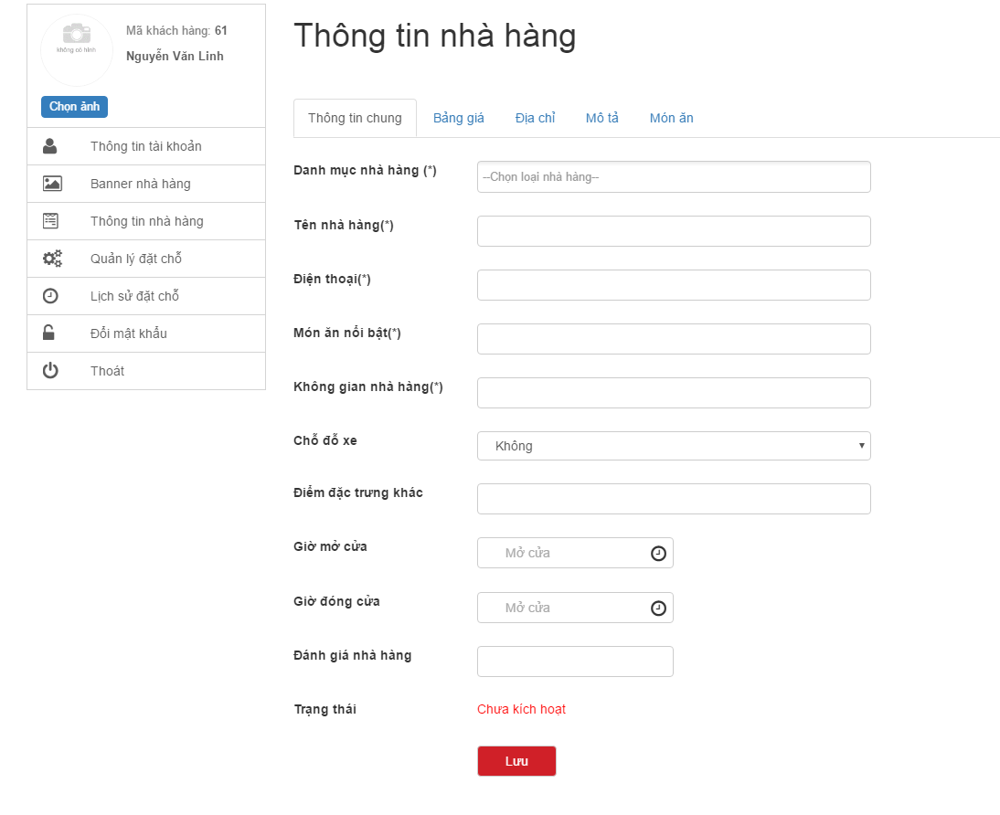 không có hình
Mã khách hàng: 61
Nguyễn Văn Linh
Chọn ảnh
Thông tin tài khoản
Banner nhà hàng
Thông tin nhà hàng
Quản lý đặt chỗ
Lịch sử đặt chỗ
Đổi mật khẩu
Thoát
Thông tin nhà hàng
Thông tin chung Bảng giá Địa chỉ Mô tả Món ăn
Danh mục nhà hàng (*) --Chọn loại nhà hàng--
Tên nhà hàng(*)
Điện thoại(*)
Món ăn nổi bật(*)
Không gian nhà hàng(*)
Chỗ đỗ xe Không
Điểm đặc trưng khác
Giờ mở cửa Mở cửa
Giờ đóng cửa Mở cửa
Đánh giá nhà hàng
Trạng thái Chưa kích hoạt
Lưu